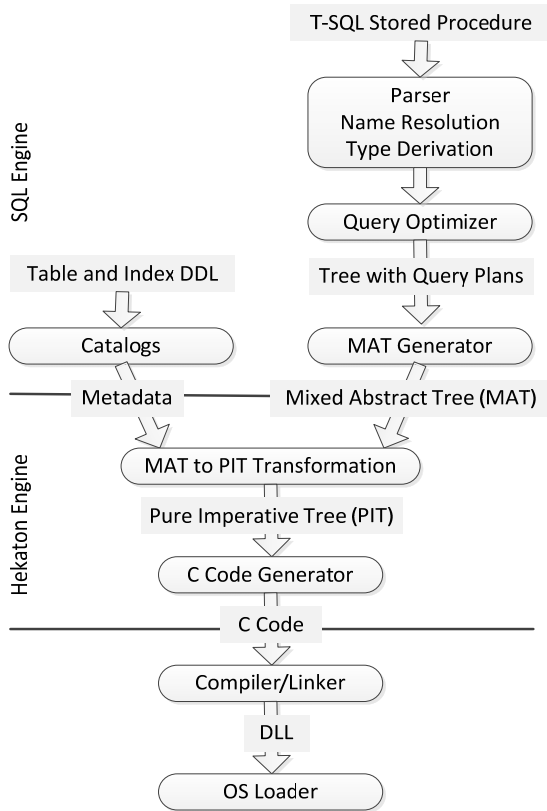 T-SQL Stored Procedure
Parser
Name Resolution
Type Derivation
SQL Engine
Query Optimizer
Table and Index DDL
Tree with Query Plans
Catalogs
MAT Generator
Metadata
Mixed Abstract Tree (MAT)
Hekaton Engine
MAT to PIT Transformation
Pure Imperative Tree (PIT)
C Code Generator
C Code
Compiler/Linker
DLL
OS Loader